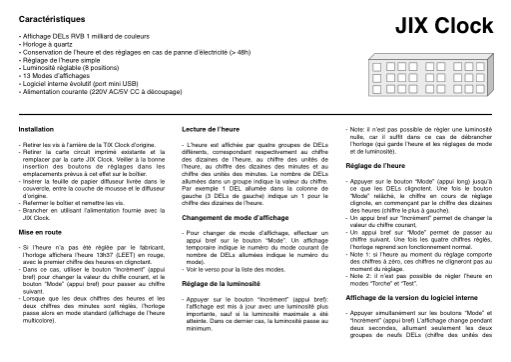 Caractéristiques
JIX Clock
- Affichage DELs RVB 1 milliard de couleurs
- Horloge à quartz
- Conservation de l'heure et des réglages en cas de panne d'électricité (> 48h)
- Réglage de l'heure simple
- Luminosité réglable (8 positions)
- 13 Modes d'affichages
- Logiciel interne évolutif (port mini USB)
- Alimentation courante (220V AC/5V CC à découpage)
Installation
- Retirer les vis à l'arrière de la TIX Clock d'origine.
- Retirer la carte circuit imprimé existante et la
remplacer par la carte JIX Clock. Veiller à la bonne
insertion des boutons de réglages dans les
emplacements prévus à cet effet sur le boîtier.
- Insérer la feuille de papier diffusion livrée dans le
couvercle, entre la couche de mousse et le diffuseur
d'origine.
- Refermer le boîtier et remettre les vis.
- Brancher en utilisant l'alimentation fournie avec la
JIX Clock.
Mise en route
- Si l'heure n'a pas été réglée par le fabricant,
l'horloge affichera l'heure 13h37 (LEET) en rouge,
avec le premier chiffre des heures en clignotant.
- Dans ce cas, utiliser le bouton "Incrément" (appui
bref) pour changer la valeur du chiffre courant, et le
bouton "Mode" (appui bref) pour passer au chiffre
suivant.
- Lorsque que les deux chiffres des heures et les
deux chiffres des minutes sont réglés, l'horloge
passe alors en mode standard (affichage de l'heure
multicolore).
Lecture de l'heure
- L'heure est affichée par quatre groupes de DELs
différents, correspondant respectivement au chiffre
des dizaines de l'heure, au chiffre des unités de
l'heure, au chiffre des dizaines des minutes et au
chiffre des unités des minutes. Le nombre de DELs
allumées dans un groupe indique la valeur du chiffre.
Par exemple 1 DEL allumée dans la colonne de
gauche (3 DELs de gauche) indique un 1 pour le
chiffre des dizaines de l'heure.
Changement de mode d'affichage
- Pour changer de mode d'affichage, effectuer un
appui bref sur le bouton "Mode". Un affichage
temporaire indique le numéro du mode courant (le
nombre de DELs allumées indique le numéro du
mode).
- Voir le verso pour la liste des modes.
Réglage de la luminosité
- Appuyer sur le bouton "Incrément" (appui bref):
l'affichage est mis à jour avec une luminosité plus
importante, sauf si la luminosité maximale a été
atteinte. Dans ce dernier cas, la luminosité passe au
minimum.
- Note: il n'est pas possible de régler une luminosité
nulle, car il suffit dans ce cas de débrancher
l'horloge (qui garde l'heure et les réglages de mode
et de luminosité).
Réglage de l'heure
- Appuyer sur le bouton "Mode" (appui long) jusqu'à
ce que les DELs clignotent. Une fois le bouton
"Mode" relâché, le chiffre en cours de réglage
clignote, en commançant par le chiffre des dizaines
des heures (chiffre le plus à gauche).
- Un appui bref sur "Incrément" permet de changer la
valeur du chiffre courant.
- Un appui bref sur "Mode" permet de passer au
chiffre suivant. Une fois les quatre chiffres réglés,
l'horloge reprend son fonctionnement normal.
- Note 1: si l'heure au moment du réglage comporte
des chiffres à zéro, ces chiffres ne clignoteront pas au
moment du réglage.
- Note 2: il n'est pas possible de régler l'heure en
modes "Torche" et "Test".
Affichage de la version du logiciel interne
- Appuyer simultanément sur les boutons "Mode" et
"Incrément" (appui bref) L'affichage change pendant
deux secondes, allumant seulement les deux
groupes de neufs DELs (chiffre des unités des